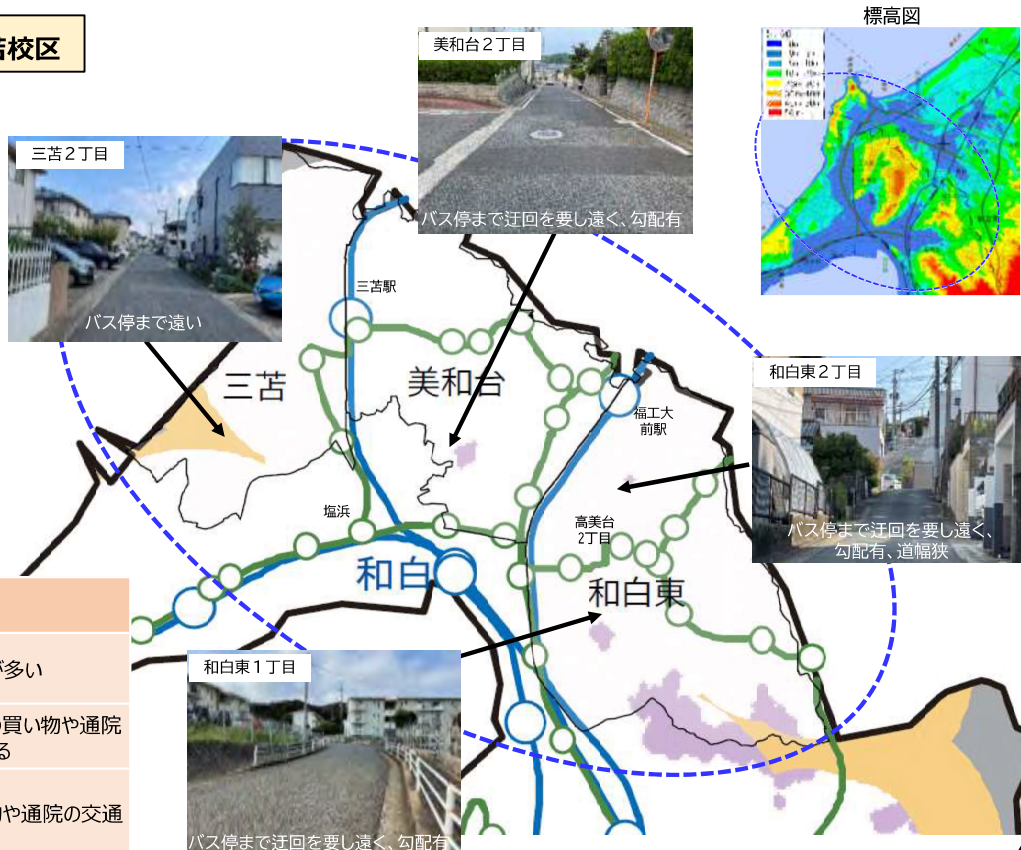 苫校区
標高図
美和台2丁目
バス停まで迂回を要し遠く、勾配有
三苫2丁目
バス停まで遠い
三苫駅
三苫
美和台
和白東2丁目
バス停まで迂回を要し遠く、
勾配有、道幅狭
福工大
前駅
塩浜
高美台
2丁目
和白
和白東
和白東1丁目
バス停まで迂回を要し遠く、勾配有
が多い
の買い物や通院
る
物や通院の交通